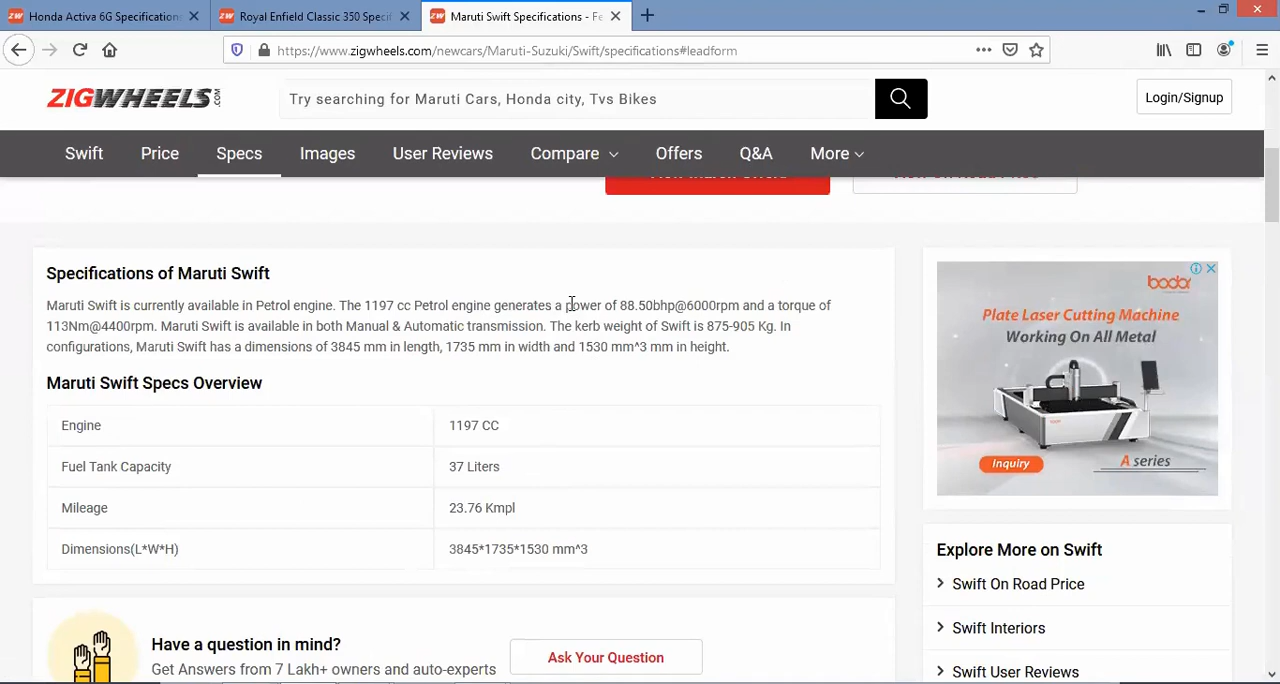 Honda Activa 6G Specifications
Royal Enfield Classic 350 Speci
Maruti Swift Specifications - Fe
https://www.zigwheels.com/newcars/Maruti-Suzuki/Swift/specifications#leadform
ZIGWHEELS.COM
Try searching for Maruti Cars, Honda city, Tvs Bikes
Login/Signup
Swift Price Specs Images User Reviews Compare Offers Q&A More
Specifications of Maruti Swift
Maruti Swift is currently available in Petrol engine. The 1197 cc Petrol engine generates a power of 88.50bhp@6000rpm and a torque of
113Nm@4400rpm. Maruti Swift is available in both Manual & Automatic transmission. The kerb weight of Swift is 875-905 Kg. In
configurations, Maruti Swift has a dimensions of 3845 mm in length, 1735 mm in width and 1530 mm^3 mm in height.
Maruti Swift Specs Overview
Engine 1197 CC
Fuel Tank Capacity 37 Liters
Mileage 23.76 Kmpl
Dimensions(L*W*H) 3845*1735*1530 mm^3
Have a question in mind?
Get Answers from 7 Lakh+ owners and auto-experts
Ask Your Question
bodor
Plate Laser Cutting Machine
Working On All Metal
Inquiry
A series
Explore More on Swift
Swift On Road Price
Swift Interiors
Swift User Reviews